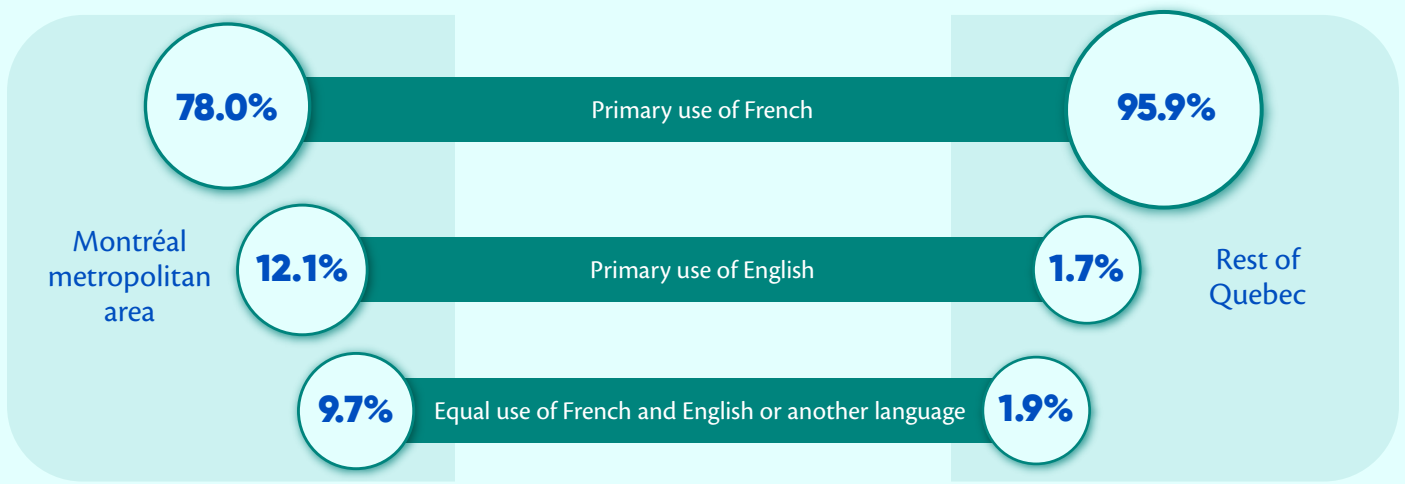 78.0%
Primary use of French
95.9%
Montréal
metropolitan
area
12.1%
Primary use of English
1.7%
Rest of
Quebec
9.7%
Equal use of French and English or another language
1.9%